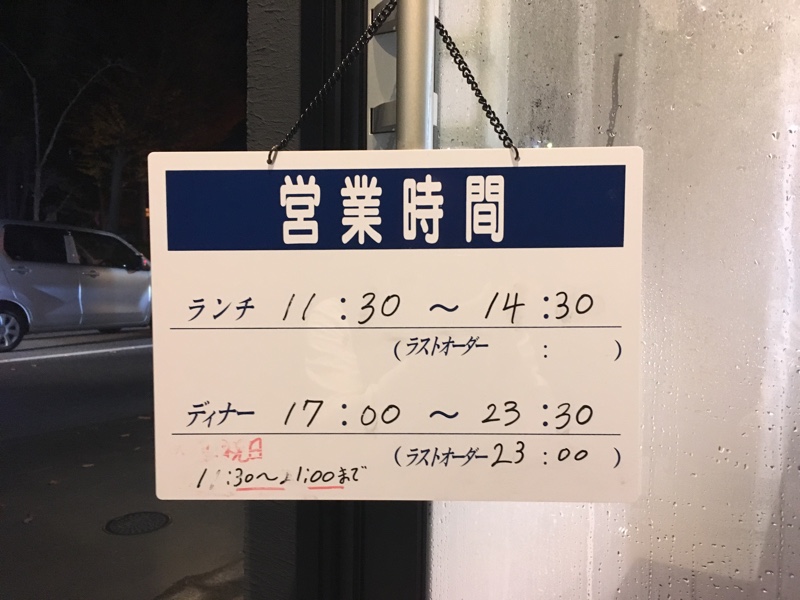 営業時間
ランチ 11:30 ～ 14:30
(ラストオーダー : )
ディナー 17:00 ～ 23:30
(ラストオーダー 23:00)
祝日
11:30～21:00まで